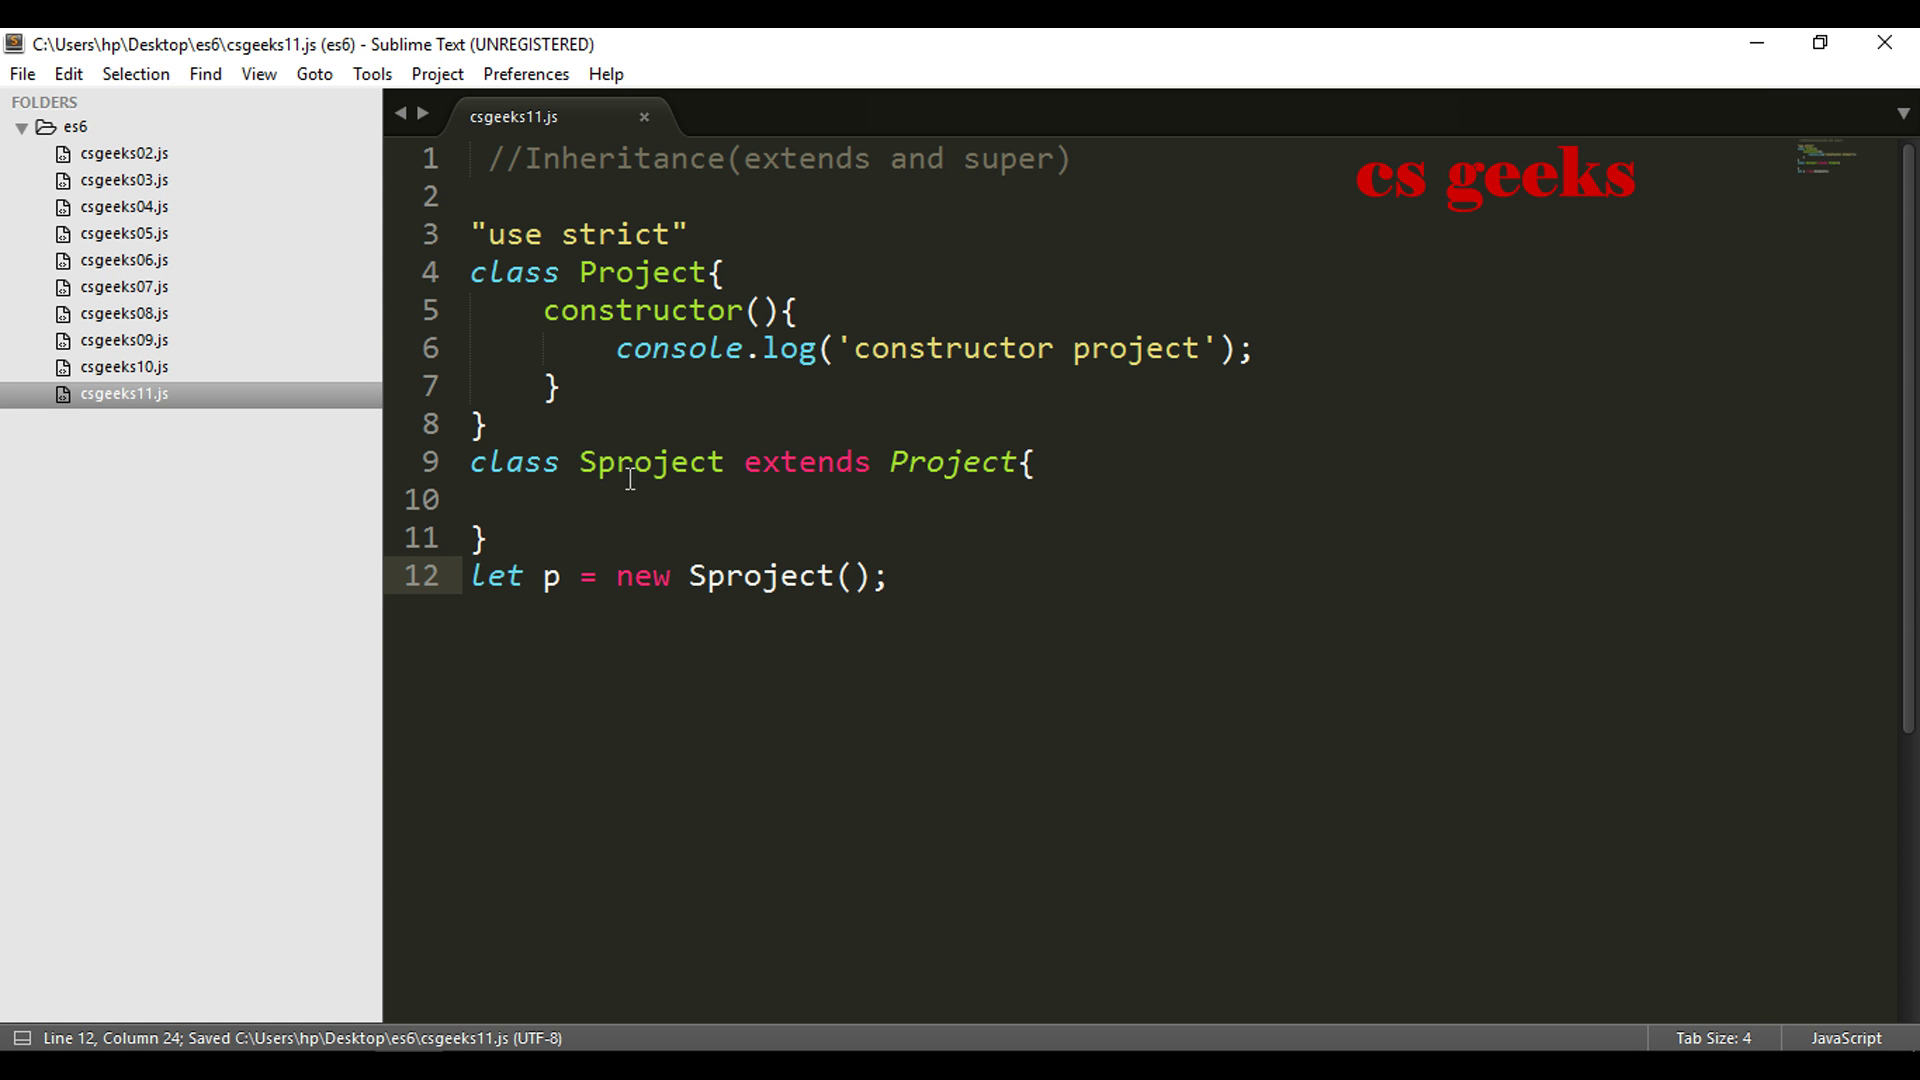 C:\Users\hp\Desktop\es6\csgeeks11.js (es6) - Sublime Text (UNREGISTERED)
File Edit Selection Find View Goto Tools Project Preferences Help
FOLDERS
es6
csgeeks02.js
csgeeks03.js
csgeeks04.js
csgeeks05.js
csgeeks06.js
csgeeks07.js
csgeeks08.js
csgeeks09.js
csgeeks10.js
csgeeks11.js
csgeeks11.js ×
cs geeks
1 //Inheritance(extends and super)
2
3 "use strict"
4 class Project{
5 constructor(){
6 console.log('constructor project');
7 }
8 }
9 class Sproject extends Project{
10
11 }
12 let p = new Sproject();
Line 12, Column 24; Saved C:\Users\hp\Desktop\es6\csgeeks11.js (UTF-8) Tab Size: 4 JavaScript